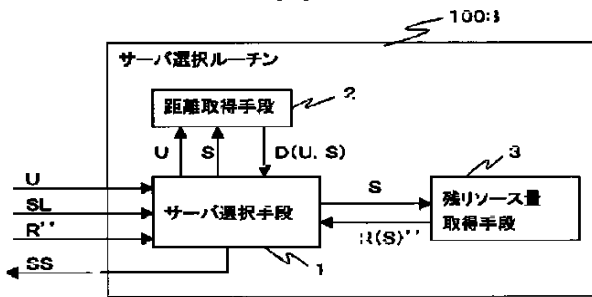 100:3
サーバ選択ルーチン
距離取得手段
2
U
S
D(U, S)
3
U
SL
R''
サーバ選択手段
S
R(S)''
残リソース量
取得手段
SS
1